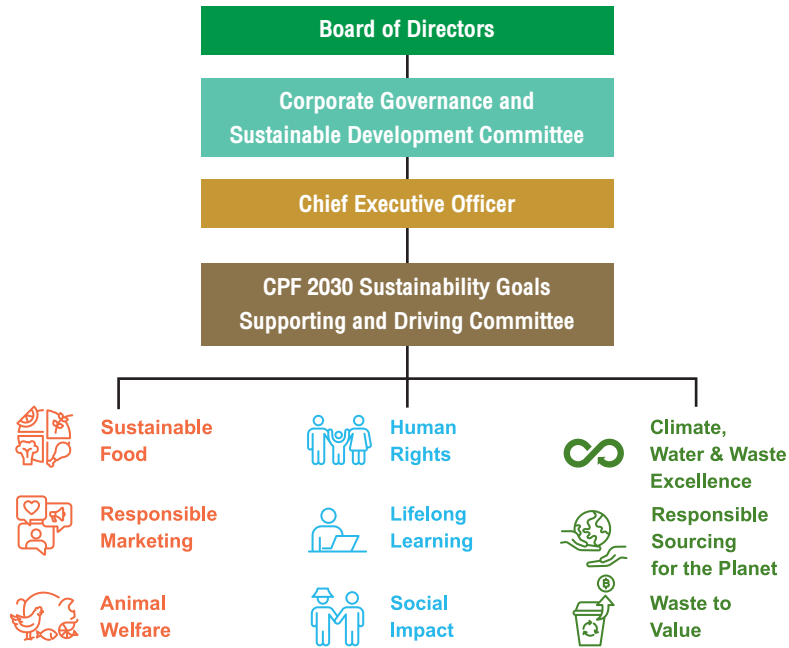 Board of Directors
Corporate Governance and
Sustainable Development Committee
Chief Executive Officer
CPF 2030 Sustainability Goals
Supporting and Driving Committee
Sustainable
Food
Responsible
Marketing
Animal
Welfare
Human
Rights
Lifelong
Learning
Social
Impact
Climate,
Water & Waste
Excellence
Responsible
Sourcing
for the Planet
฿
Waste to
Value